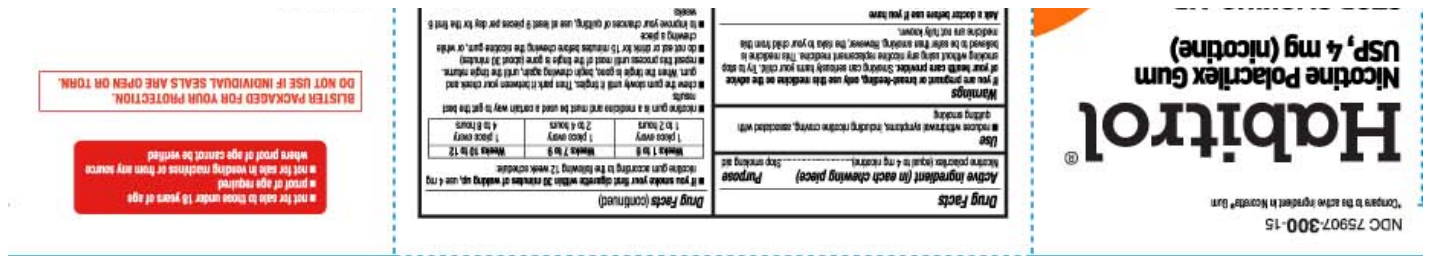 NDC 75907-300-15
*Compare to the active ingredient in Nicorette® Gum
Habitrol®
Nicotine Polacrilex Gum
USP, 4 mg (nicotine)
Drug Facts
Active ingredient (in each chewing piece) Purpose
Nicotine polacrilex (equal to 4 mg nicotine) Stop smoking aid
Use
■ reduces withdrawal symptoms, including nicotine craving, associated with
quitting smoking
Warnings
If you are pregnant or breast-feeding, only use this medicine on the advice
of your health care provider. Smoking can seriously harm your child. Try to stop
smoking without using any nicotine replacement medicine. This medicine is
believed to be safer than smoking. However, the risks to your child from this
medicine are not fully known.
Ask a doctor before use if you have
Drug Facts (continued)
■ if you smoke your first cigarette within 30 minutes of waking up, use 4 mg
nicotine gum according to the following 12 week schedule:
Weeks 1 to 6 Weeks 7 to 9 Weeks 10 to 12
1 piece every 1 piece every 1 piece every
1 to 2 hours 2 to 4 hours 4 to 8 hours
■ nicotine gum is a medicine and must be used a certain way to get the best
results
■ chew the gum slowly until it tingles. Then park it between your cheek and
gum. When the tingle is gone, begin chewing again, until the tingle returns.
■ repeat this process until most of the tingle is gone (about 30 minutes)
■ do not eat or drink for 15 minutes before chewing the nicotine gum, or while
chewing a piece
■ to improve your chances of quitting, use at least 9 pieces per day for the first 6
weeks
■ not for sale to those under 18 years of age
■ proof of age required
■ not for sale in vending machines or from any source
where proof of age cannot be verified
BLISTER PACKAGED FOR YOUR PROTECTION.
DO NOT USE IF INDIVIDUAL SEALS ARE OPEN OR TORN.